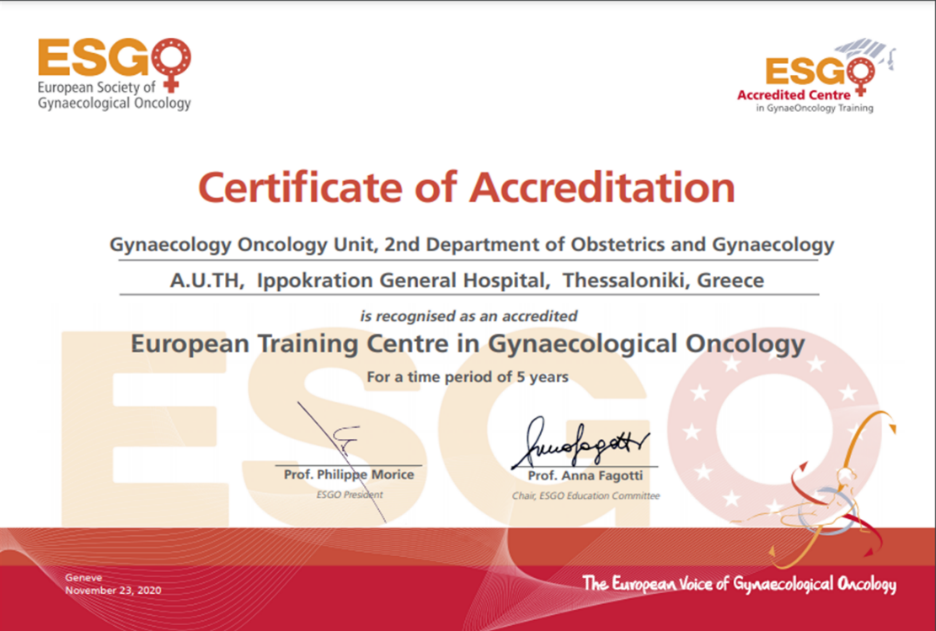 ESGO
European Society of
Gynaecological Oncology
ESGO
Accredited Centre
in GynaeOncology Training
Certificate of Accreditation
Gynaecology Oncology Unit, 2nd Department of Obstetrics and Gynaecology
A.U.TH, Ippokration General Hospital, Thessaloniki, Greece
is recognised as an accredited
European Training Centre in Gynaecological Oncology
For a time period of 5 years
ESGO
Prof. Philippe Morice
ESGO President
Prof. Anna Fagotti
Chair, ESGO Education Committee
Geneve
November 23, 2020
The European Voice of Gynaecological Oncology